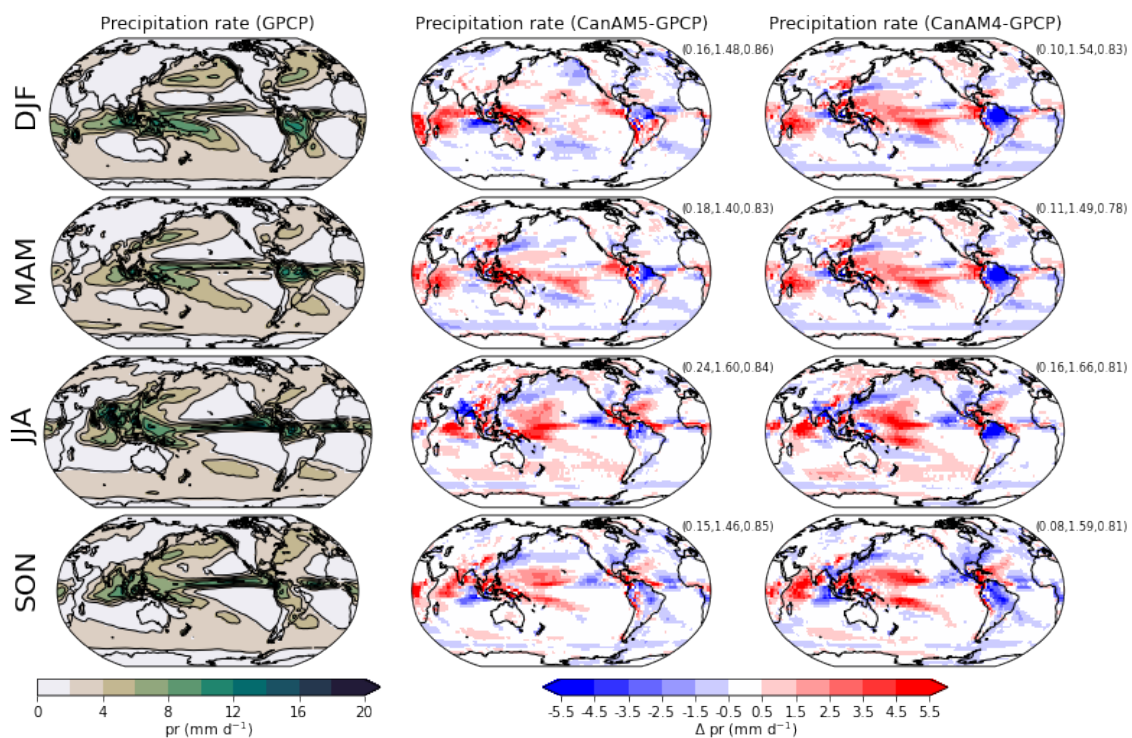 Precipitation rate (GPCP) Precipitation rate (CanAM5-GPCP) Precipitation rate (CanAM4-GPCP)
DJF (0.16,1.48,0.86) (0.10,1.54,0.83)
MAM (0.18,1.40,0.83) (0.11,1.49,0.78)
JJA (0.24,1.60,0.84) (0.16,1.66,0.81)
SON (0.15,1.46,0.85) (0.08,1.59,0.81)
0 4 8 12 16 20 -5.5 -4.5 -3.5 -2.5 -1.5 -0.5 0.5 1.5 2.5 3.5 4.5 5.5
pr (mm d⁻¹) Δ pr (mm d⁻¹)